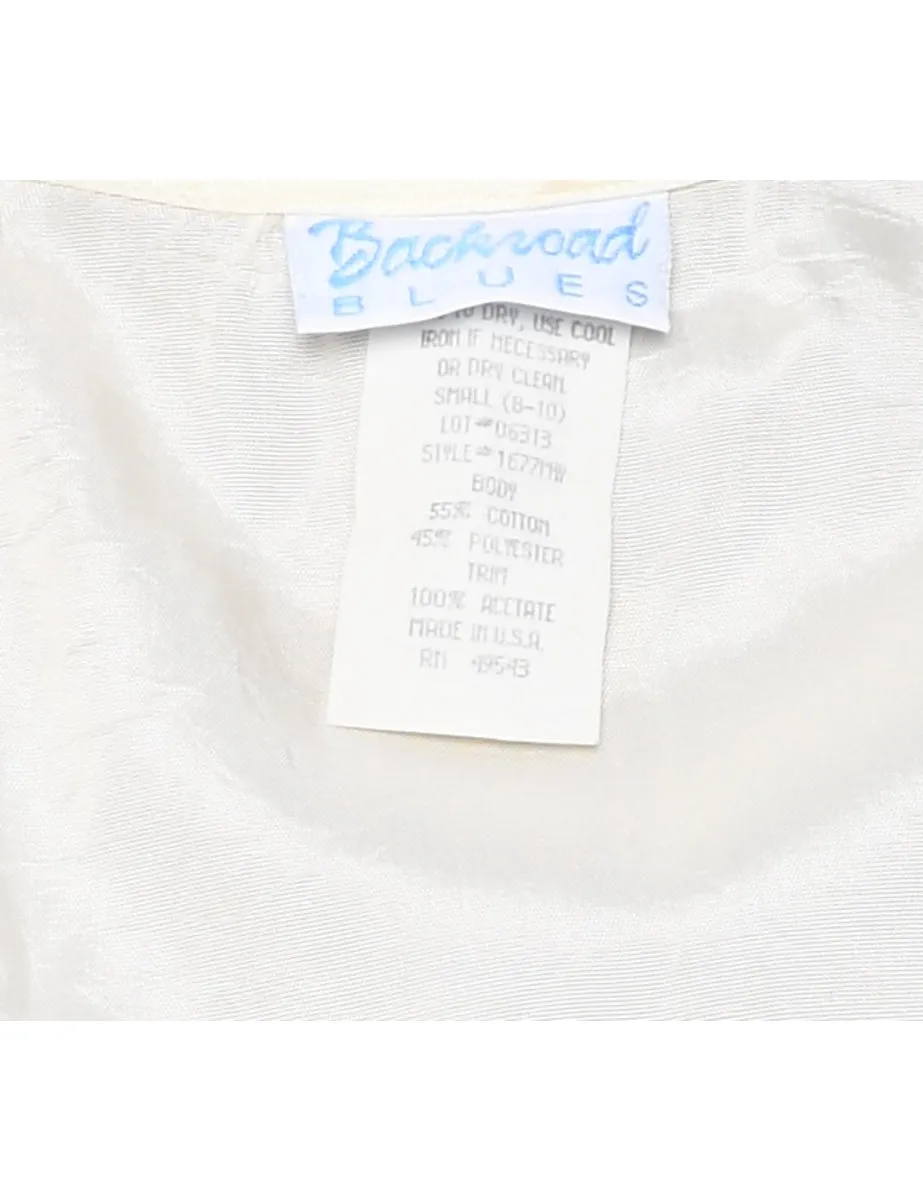 Backroad
BLUES
TO DRY, USE COOL
IRON IF NECESSARY
OR DRY CLEAN.
SMALL (8-10)
LOT# 06313
STYLE# 1677MW
BODY
55% COTTON
45% POLYESTER
TRIM
100% ACETATE
MADE IN U.S.A.
RN 49543